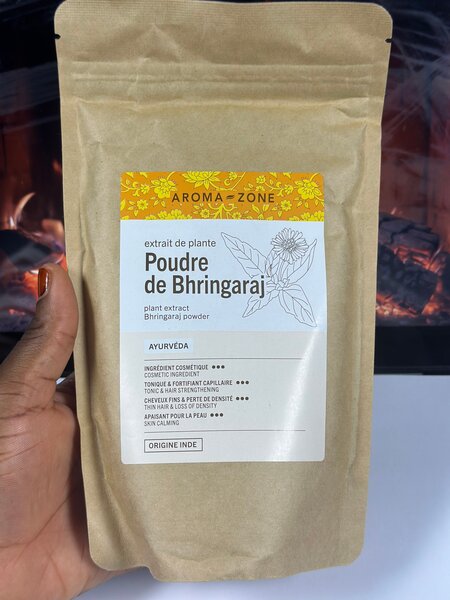 AROMA-ZONE
extrait de plante
Poudre
de Bhringaraj
plant extract
Bhringaraj powder
AYURVÉDA
INGRÉDIENT COSMÉTIQUE
COSMETIC INGREDIENT
TONIQUE & FORTIFIANT CAPILLAIRE
TONIC & HAIR STRENGTHENING
CHEVEUX FINS & PERTE DE DENSITÉ
THIN HAIR & LOSS OF DENSITY
APAISANT POUR LA PEAU
SKIN CALMING
ORIGINE INDE